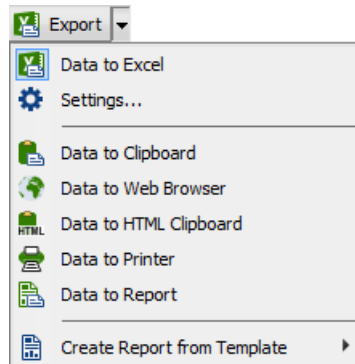 Export
Data to Excel
Settings...
Data to Clipboard
Data to Web Browser
HTML
Data to HTML Clipboard
Data to Printer
Data to Report
Create Report from Template